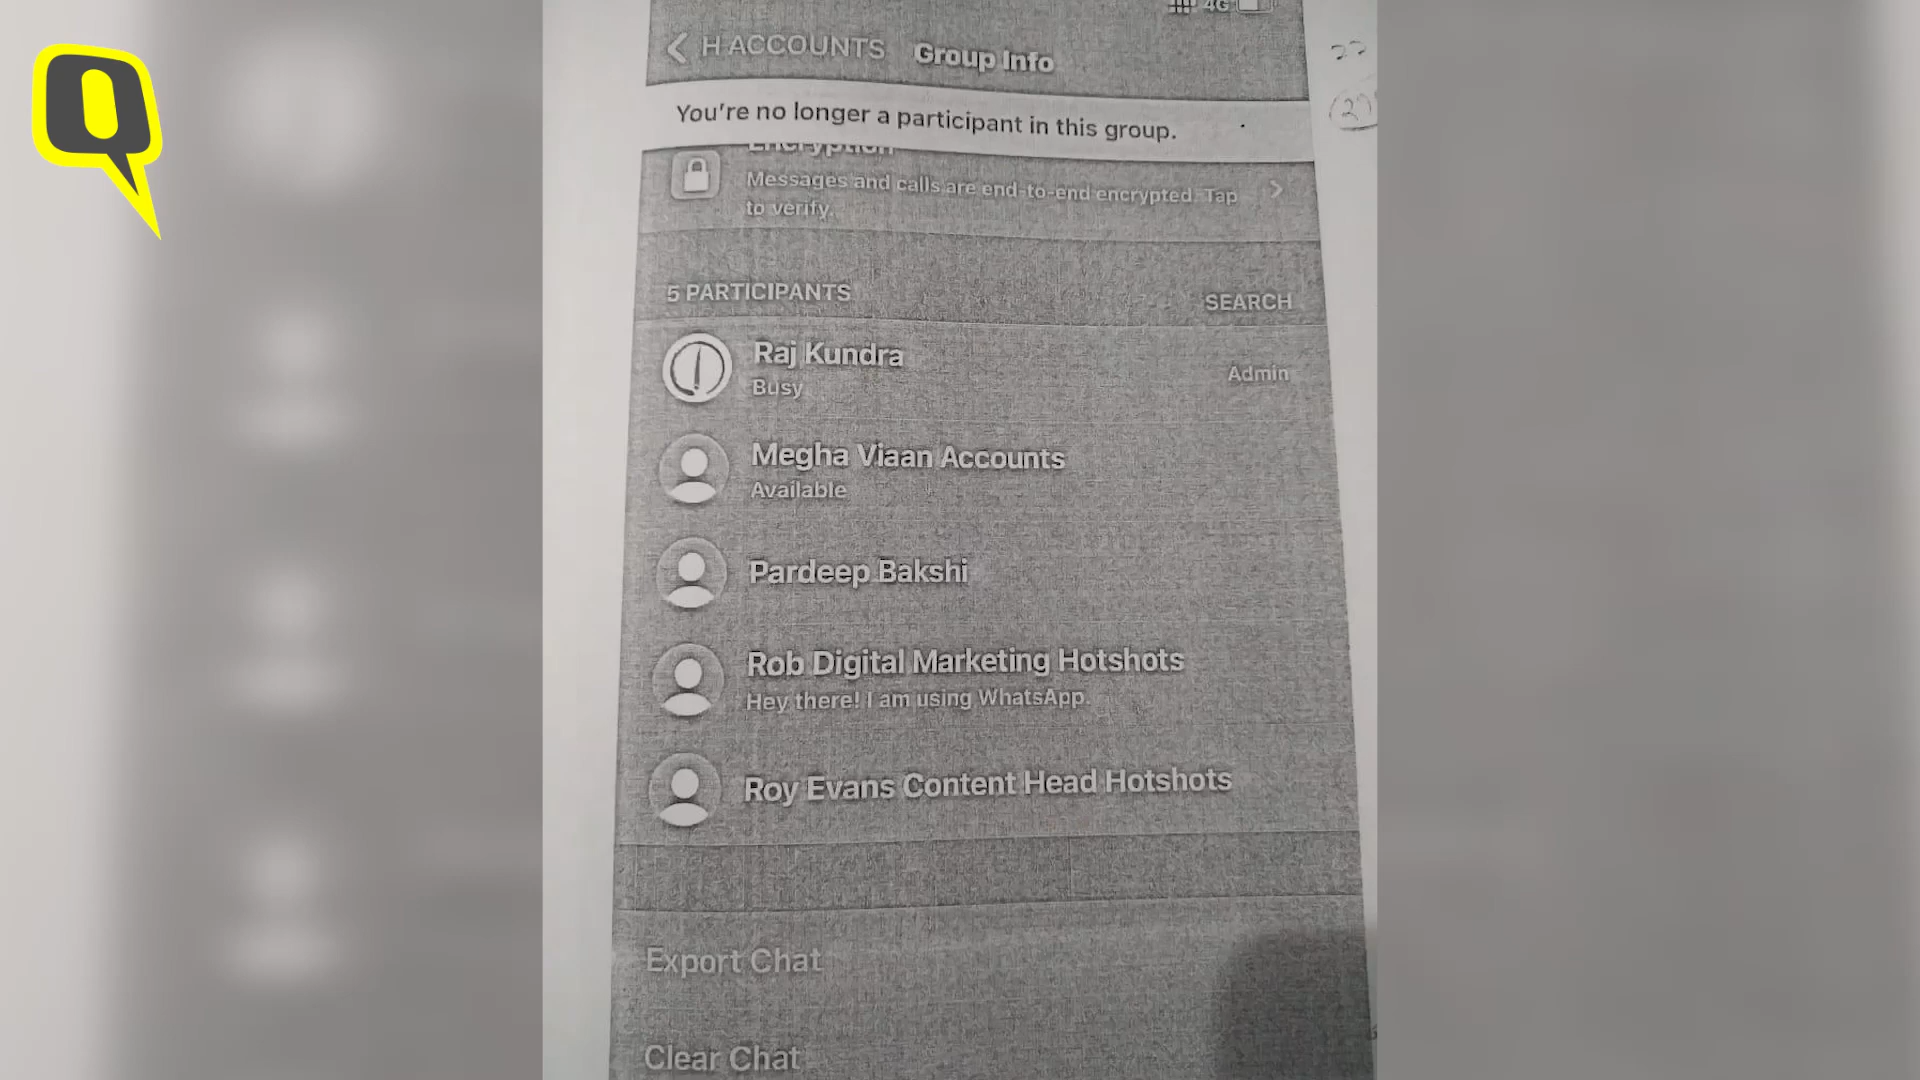 4G
H ACCOUNTS Group Info
You're no longer a participant in this group.
Encryption
Messages and calls are end-to-end encrypted. Tap
to verify.
5 PARTICIPANTS SEARCH
Raj Kundra
Busy
Admin
Megha Viaan Accounts
Available
Pardeep Bakshi
Rob Digital Marketing Hotshots
Hey there! I am using WhatsApp.
Roy Evans Content Head Hotshots
Export Chat
Clear Chat